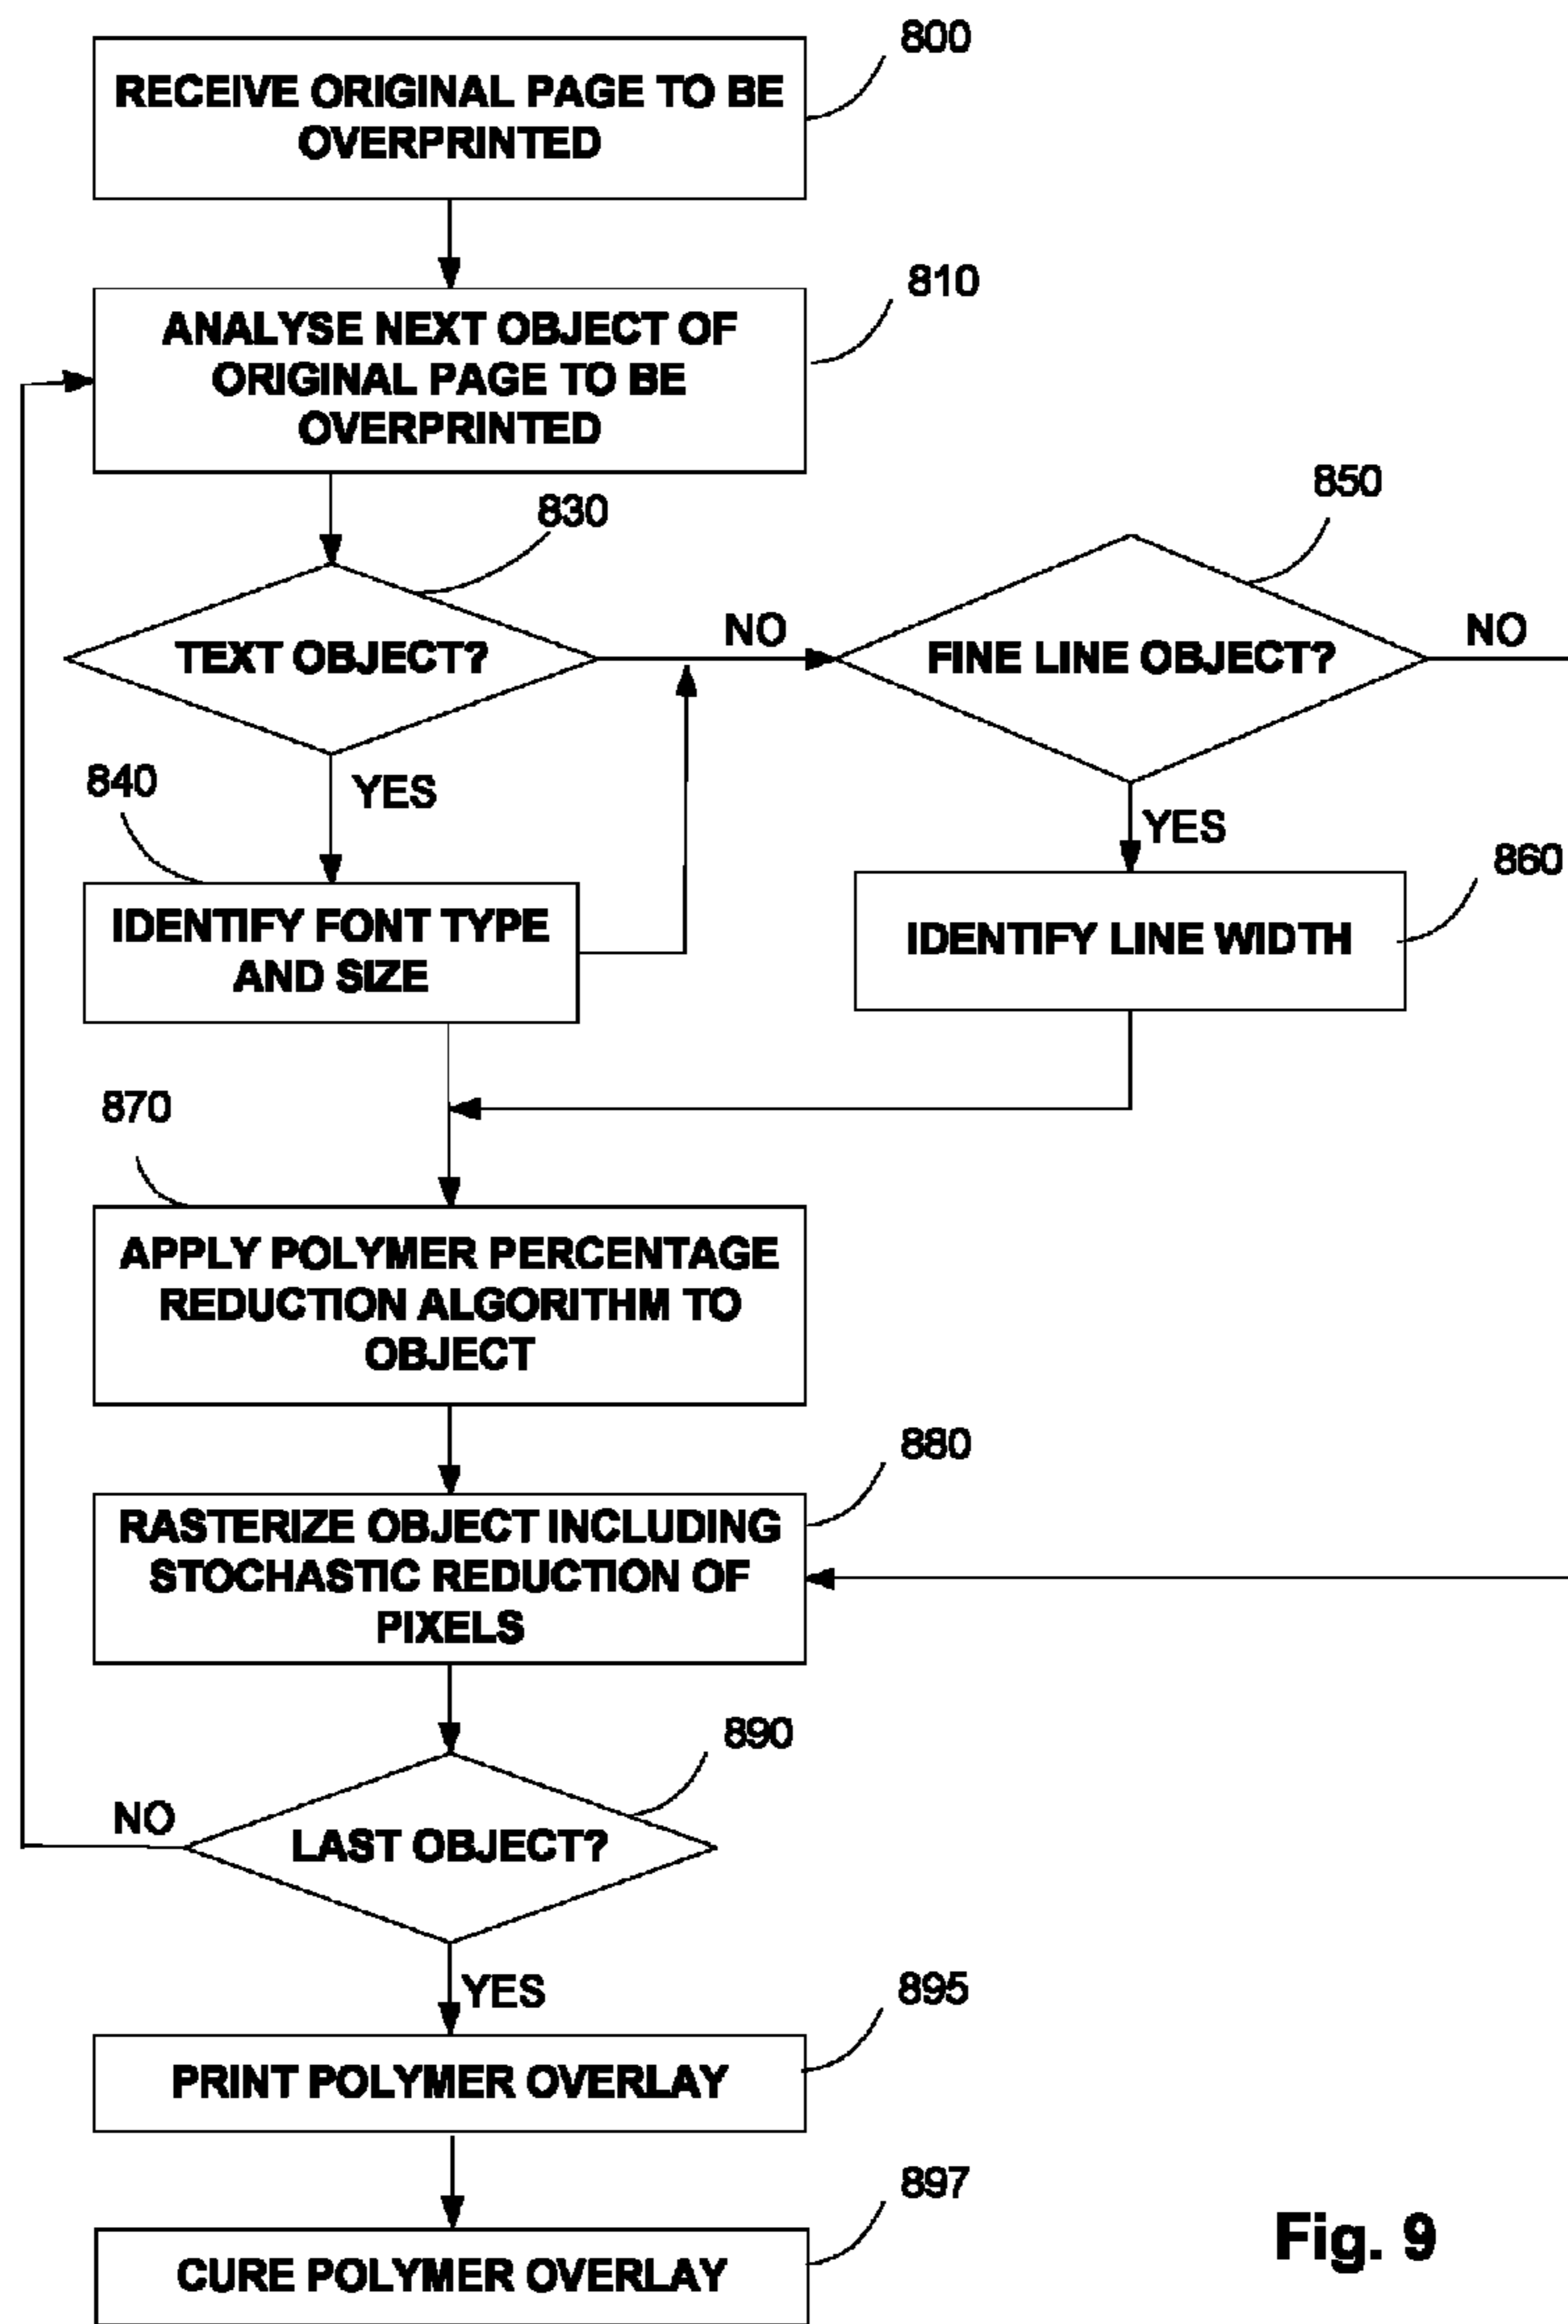 800
RECEIVE ORIGINAL PAGE TO BE
OVERPRINTED
810
ANALYSE NEXT OBJECT OF
ORIGINAL PAGE TO BE
OVERPRINTED
830
850
TEXT OBJECT?
NO
FINE LINE OBJECT?
NO
840
YES
YES
860
IDENTIFY FONT TYPE
AND SIZE
IDENTIFY LINE WIDTH
870
APPLY POLYMER PERCENTAGE
REDUCTION ALGORITHM TO
OBJECT
880
RASTERIZE OBJECT INCLUDING
STOCHASTIC REDUCTION OF
PIXELS
890
NO
LAST OBJECT?
YES
895
PRINT POLYMER OVERLAY
897
CURE POLYMER OVERLAY
Fig. 9